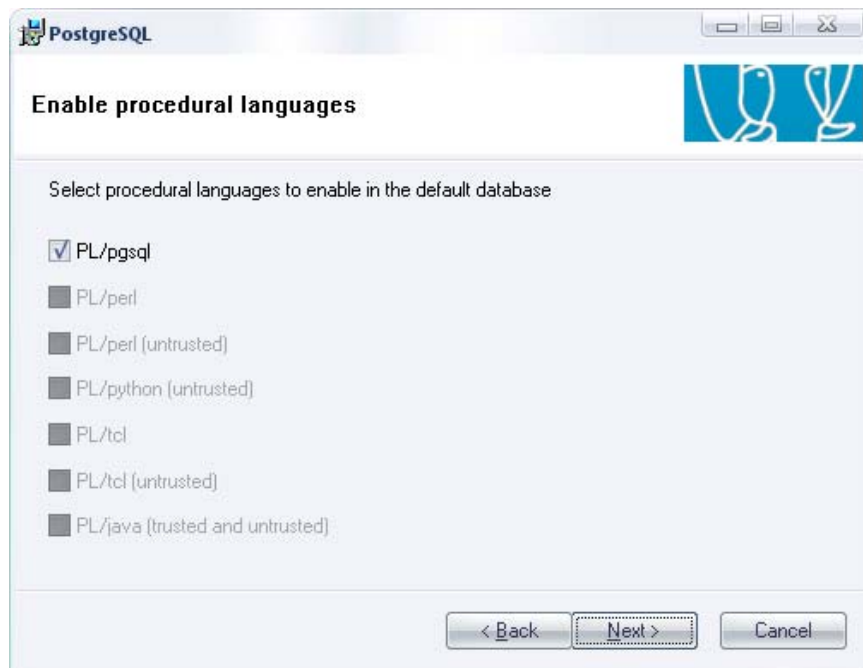 PostgreSQL
Enable procedural languages
Select procedural languages to enable in the default database
PL/pgsql
PL/perl
PL/perl (untrusted)
PL/python (untrusted)
PL/tcl
PL/tcl (untrusted)
PL/java (trusted and untrusted)
< Back Next > Cancel